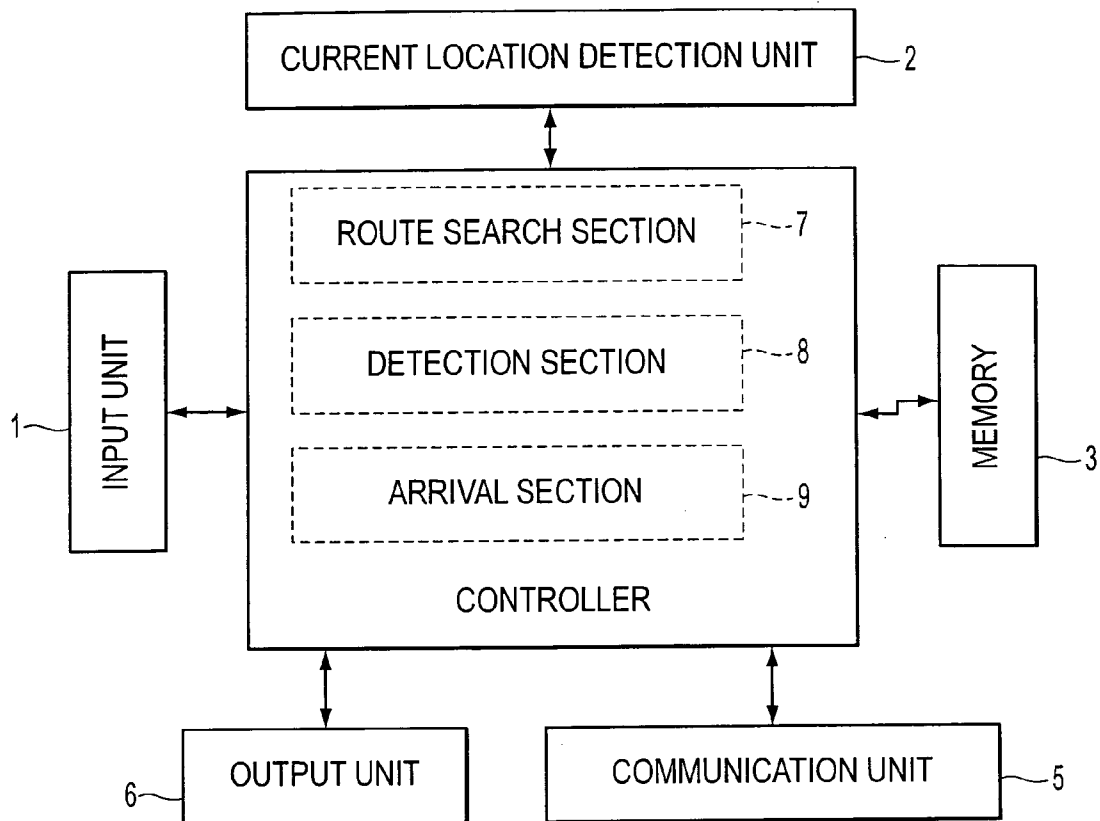 CURRENT LOCATION DETECTION UNIT
2
ROUTE SEARCH SECTION
7
DETECTION SECTION
8
ARRIVAL SECTION
9
CONTROLLER
1
INPUT UNIT
MEMORY
3
OUTPUT UNIT
6
COMMUNICATION UNIT
5